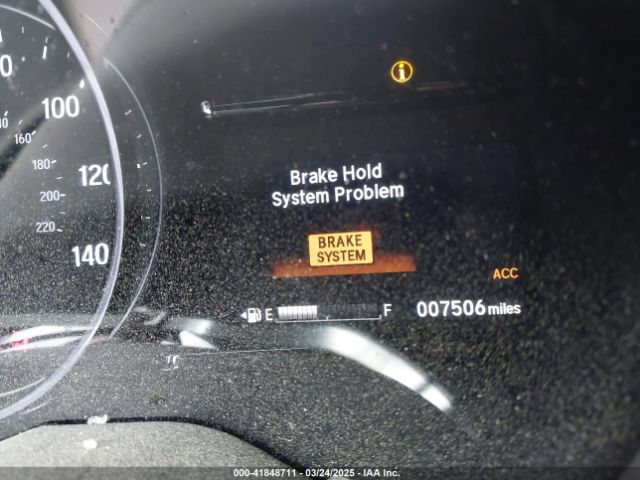 100
160
180
120
200
220
140
i
Brake Hold
System Problem
BRAKE
SYSTEM
ACC
E F 007506 miles
000-41848711 - 03/24/2025 - IAA Inc.